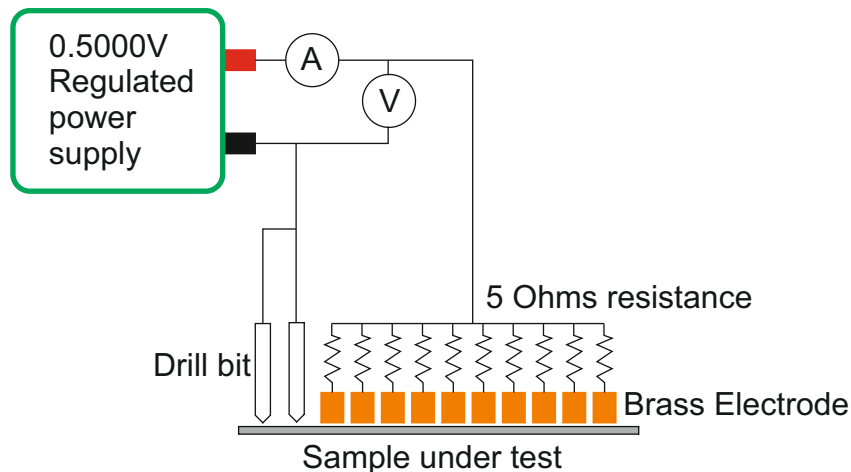 0.5000V
Regulated
power
supply
A
V
5 Ohms resistance
Drill bit
Brass Electrode
Sample under test